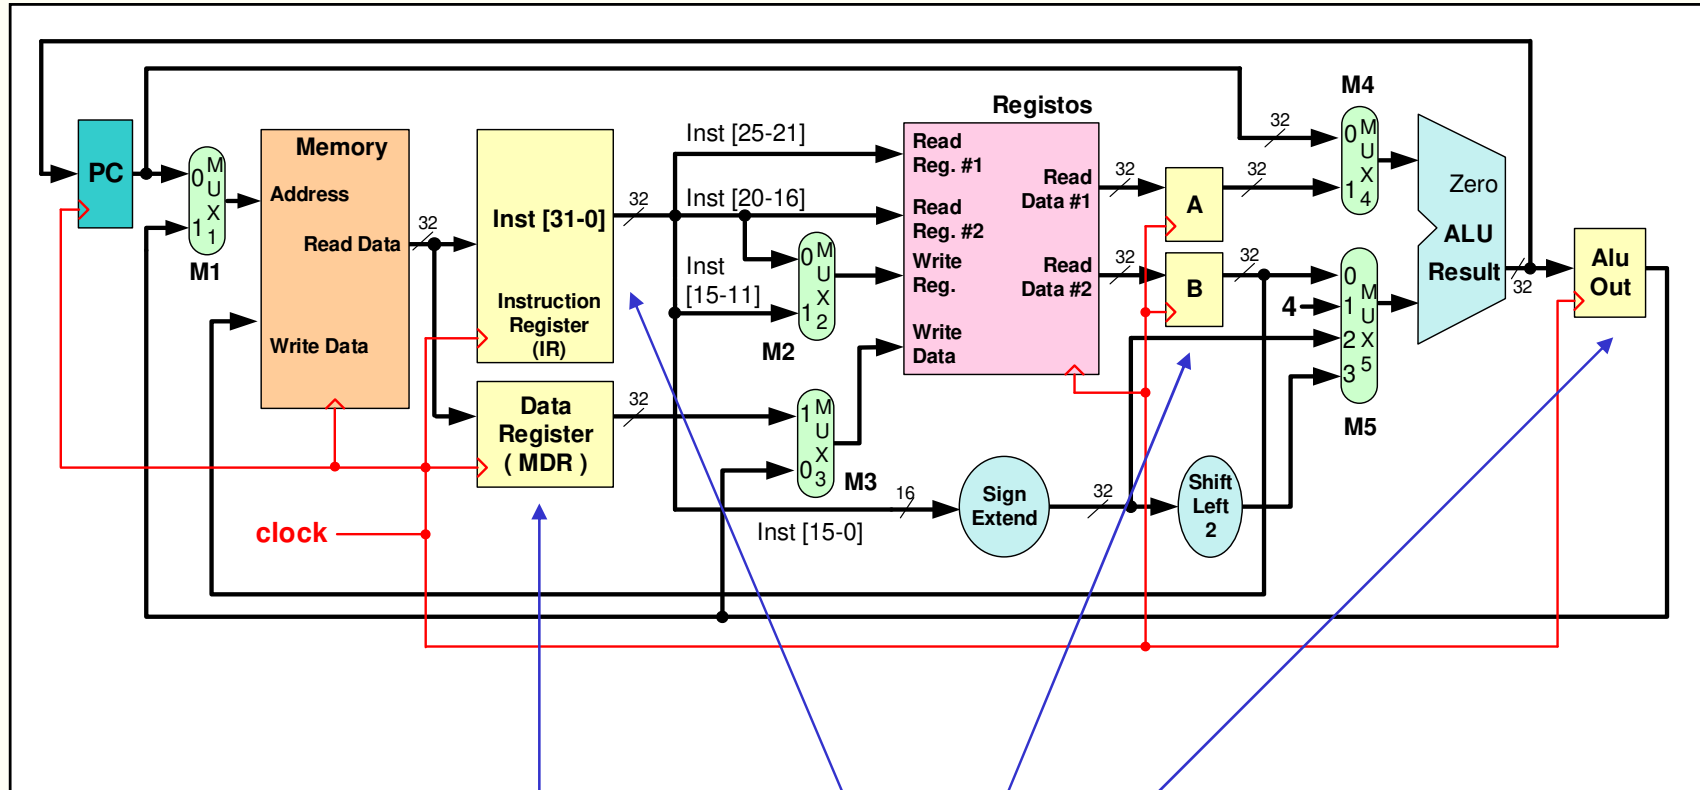 M4
Registos
32
Inst [25-21]
0 M U X 4 1
PC
0 M U X 1 1
M1
Memory
Address
Read Data
Write Data
32
Inst [31-0]
Instruction
Register
(IR)
32
Inst [20-16]
Inst
[15-11]
0 M U X 2 1
M2
Read
Reg. #1
Read
Reg. #2
Write
Reg.
Write
Data
Read
Data #1
Read
Data #2
32
32
A
B
32
32
4
0 1 2 3 M U X 5
M5
Zero
ALU
Result
32
Alu
Out
Data
Register
( MDR )
32
1 M U X 3 0
M3
16
Inst [15-0]
Sign
Extend
32
Shift
Left
2
clock